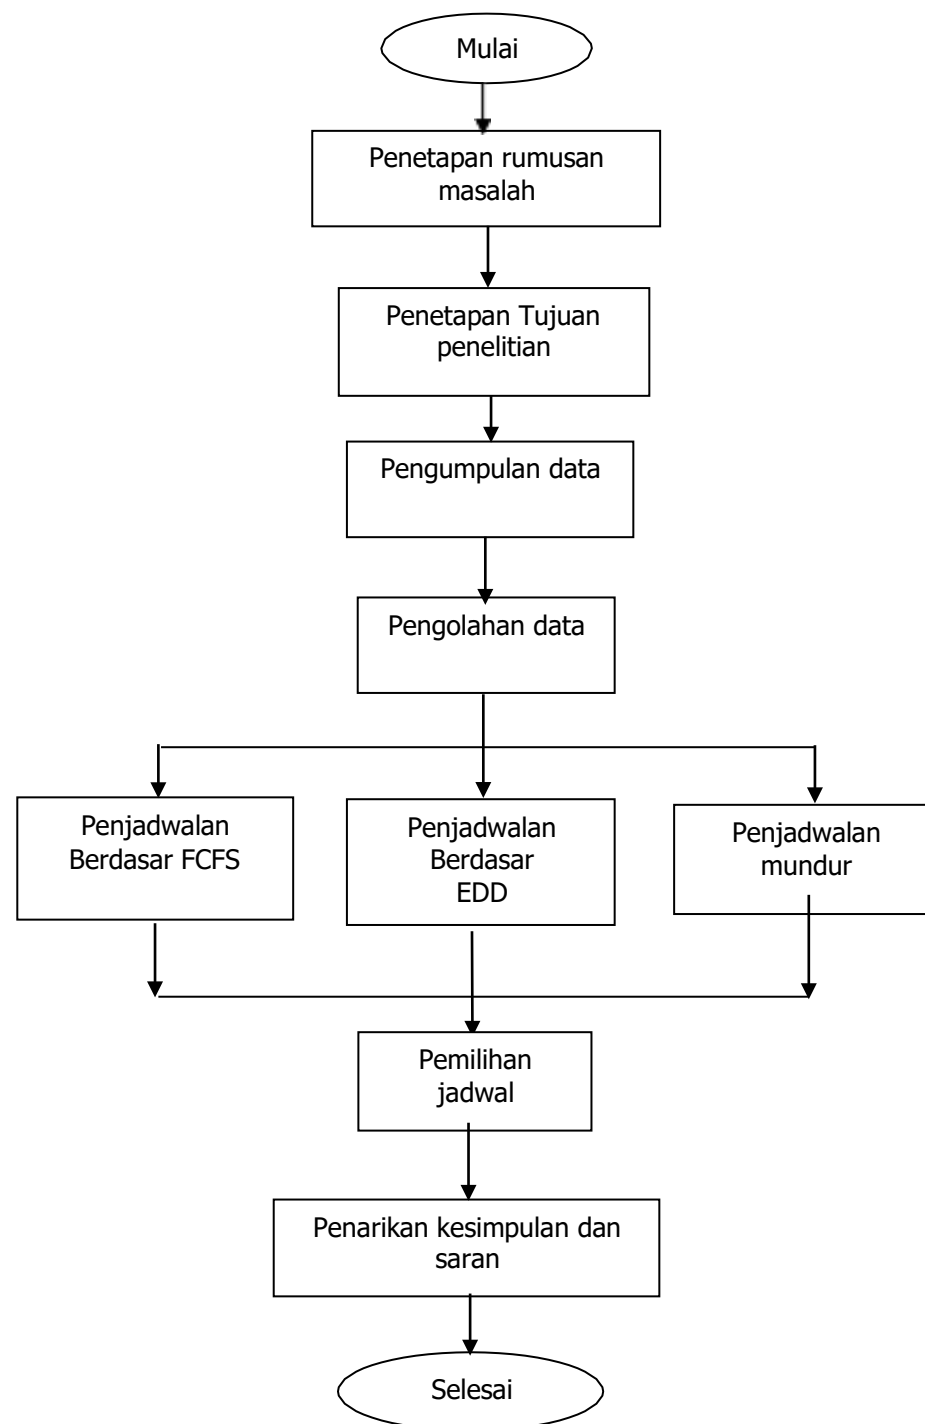 Mulai
Penetapan rumusan
masalah
Penetapan Tujuan
penelitian
Pengumpulan data
Pengolahan data
Penjadwalan
Berdasar FCFS
Penjadwalan
Berdasar
EDD
Penjadwalan
mundur
Pemilihan
jadwal
Penarikan kesimpulan dan
saran
Selesai